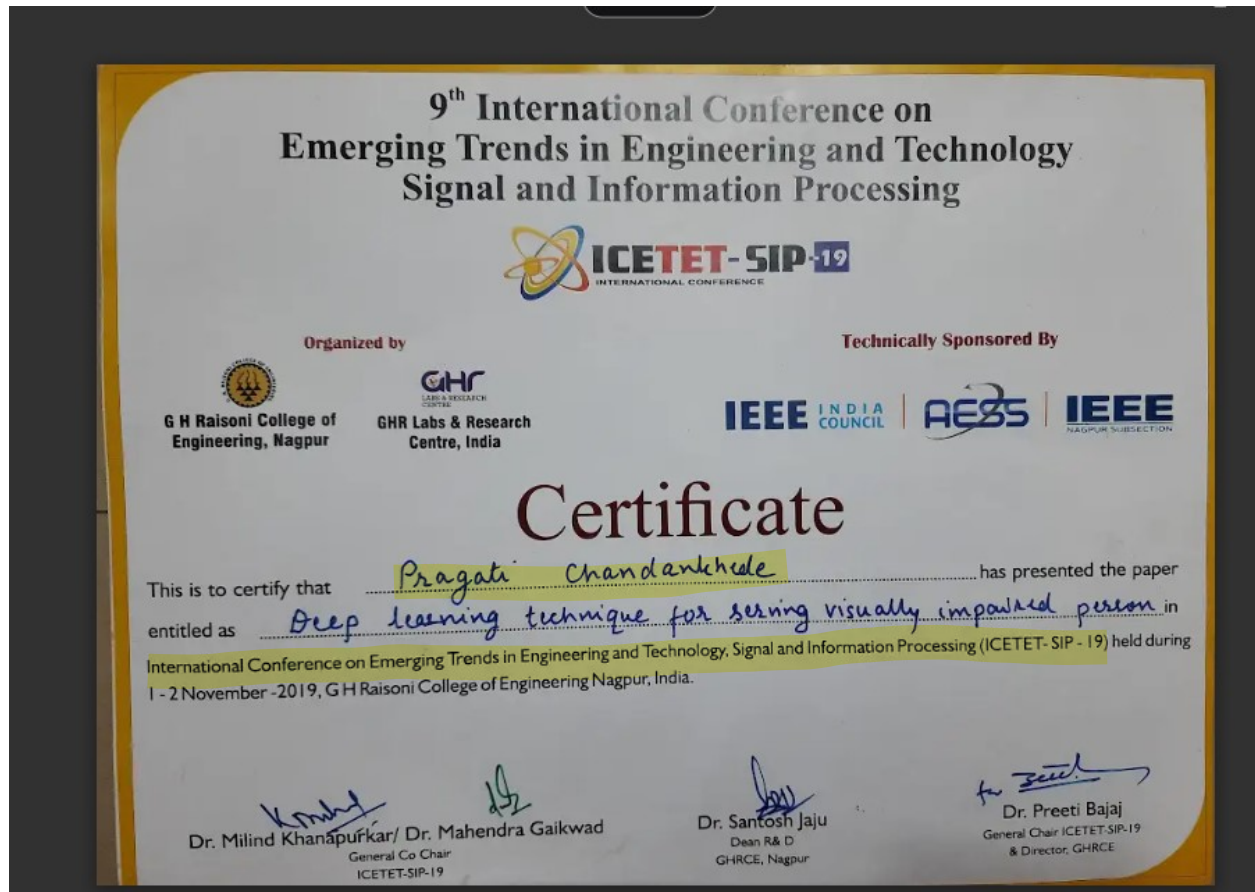 9th International Conference on
Emerging Trends in Engineering and Technology
Signal and Information Processing
ICETET-SIP-19
INTERNATIONAL CONFERENCE
Organized by
G H Raisoni College of
Engineering, Nagpur
GHR
LABS & RESEARCH
CENTRE
GHR Labs & Research
Centre, India
Technically Sponsored By
IEEE INDIA
COUNCIL
AESS
IEEE
NAGPUR SUBSECTION
Certificate
This is to certify that Pragati Chandankhede has presented the paper
entitled as Deep learning technique for serving visually impaired person in
International Conference on Emerging Trends in Engineering and Technology, Signal and Information Processing (ICETET- SIP - 19) held during
1 - 2 November -2019, G H Raisoni College of Engineering Nagpur, India.
Dr. Milind Khanapurkar/ Dr. Mahendra Gaikwad
General Co Chair
ICETET-SIP-19
Dr. Santosh Jaju
Dean R& D
GHRCE, Nagpur
for
Dr. Preeti Bajaj
General Chair ICETET-SIP-19
& Director, GHRCE